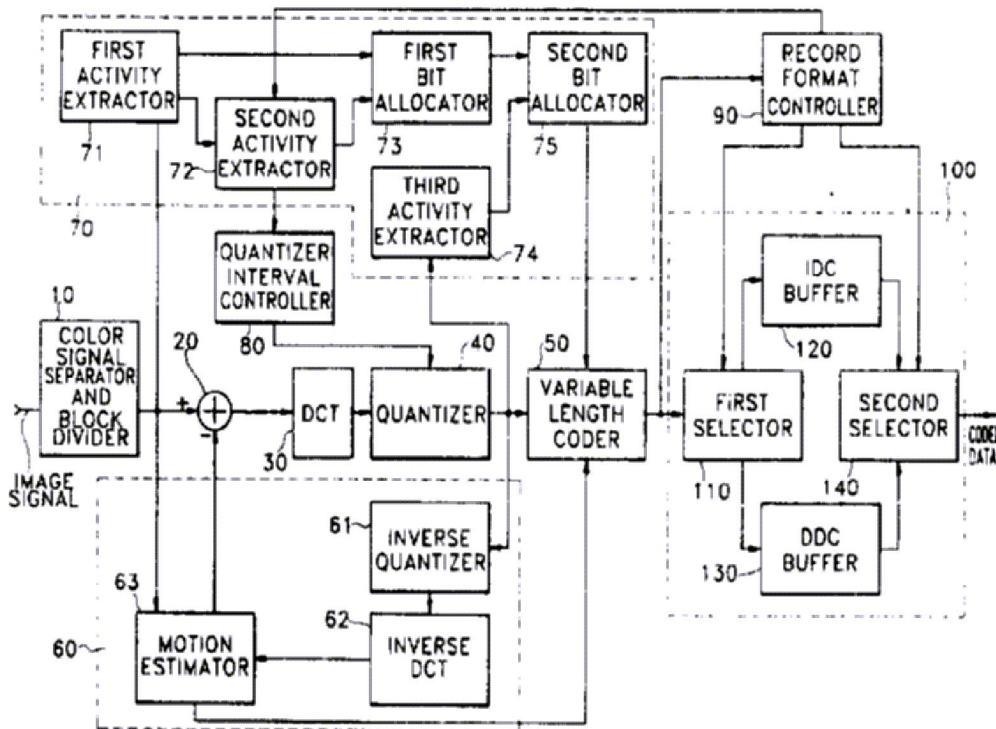 FIRST
ACTIVITY
EXTRACTOR
71
SECOND
ACTIVITY
EXTRACTOR
72
FIRST
BIT
ALLOCATOR
73
SECOND
BIT
ALLOCATOR
75
RECORD
FORMAT
CONTROLLER
90
THIRD
ACTIVITY
EXTRACTOR
74
70
100
QUANTIZER
INTERVAL
CONTROLLER
80
IDC
BUFFER
120
10
COLOR
SIGNAL
SEPARATOR
AND
BLOCK
DIVIDER
IMAGE
SIGNAL
20
+
-
DCT
30
40
QUANTIZER
50
VARIABLE
LENGTH
CODER
FIRST
SELECTOR
110
SECOND
SELECTOR
140
CODED
DATA
DDC
BUFFER
130
61
INVERSE
QUANTIZER
62
INVERSE
DCT
63
MOTION
ESTIMATOR
60